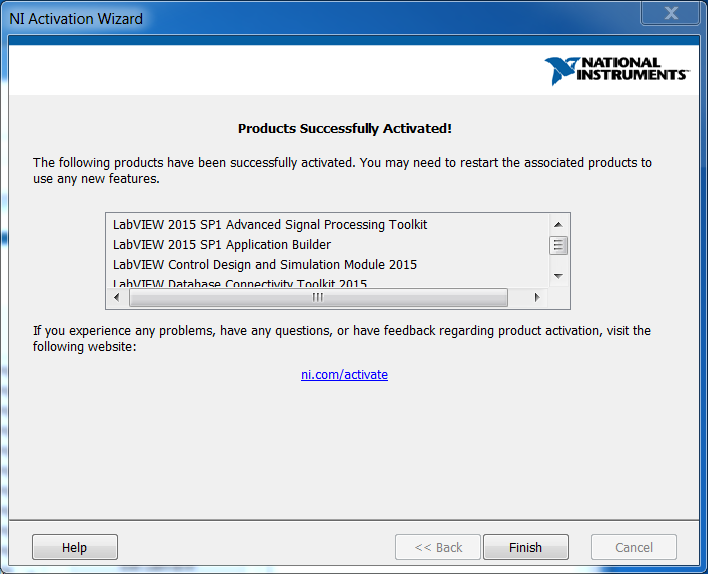 NI Activation Wizard
NATIONAL
INSTRUMENTS
Products Successfully Activated!
The following products have been successfully activated. You may need to restart the associated products to
use any new features.
LabVIEW 2015 SP1 Advanced Signal Processing Toolkit
LabVIEW 2015 SP1 Application Builder
LabVIEW Control Design and Simulation Module 2015
LabVIEW Database Connectivity Toolkit 2015
If you experience any problems, have any questions, or have feedback regarding product activation, visit the
following website:
ni.com/activate
Help
<< Back
Finish
Cancel